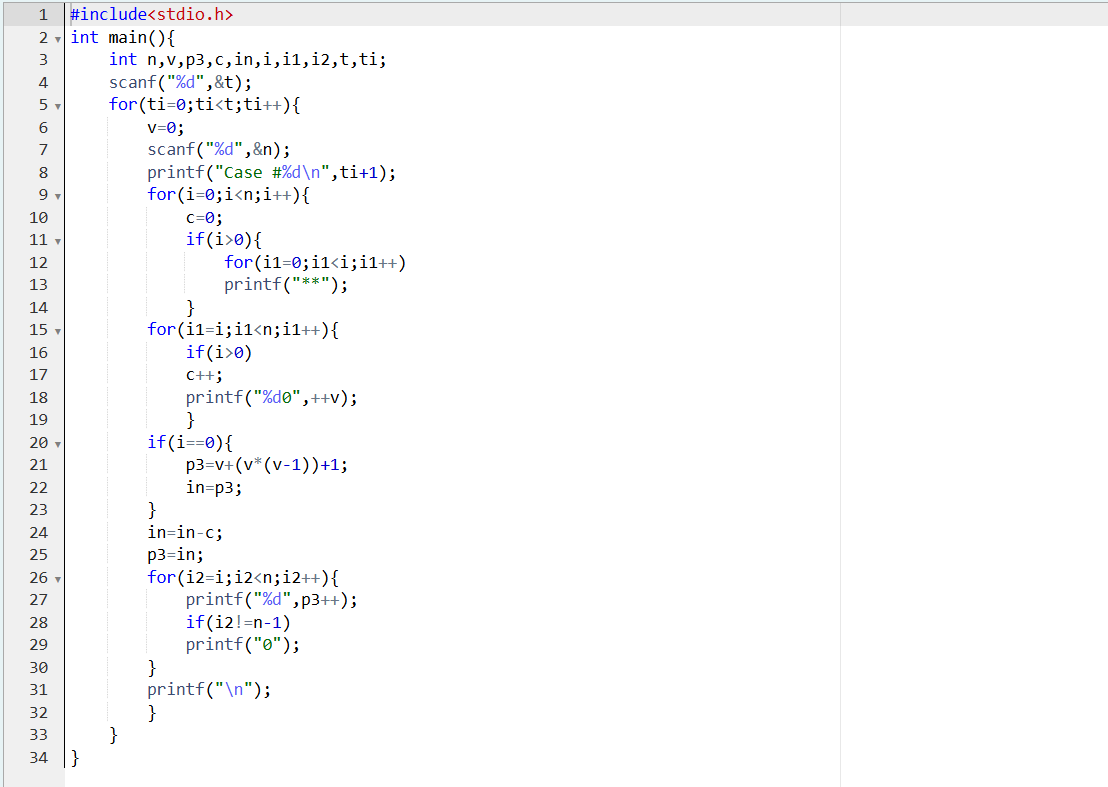 1 #include<stdio.h>
2 int main(){
3     int n,v,p3,c,in,i,i1,i2,t,ti;
4     scanf("%d",&t);
5     for(ti=0;ti<t;ti++){
6         v=0;
7         scanf("%d",&n);
8         printf("Case #%d\n",ti+1);
9         for(i=0;i<n;i++){
10             c=0;
11             if(i>0){
12                 for(i1=0;i1<i;i1++)
13                 printf("**");
14             }
15         for(i1=i;i1<n;i1++){
16             if(i>0)
17             c++;
18             printf("%d0",++v);
19             }
20         if(i==0){
21             p3=v+(v*(v-1))+1;
22             in=p3;
23         }
24         in=in-c;
25         p3=in;
26         for(i2=i;i2<n;i2++){
27             printf("%d",p3++);
28             if(i2!=n-1)
29             printf("0");
30         }
31         printf("\n");
32         }
33     }
34 }